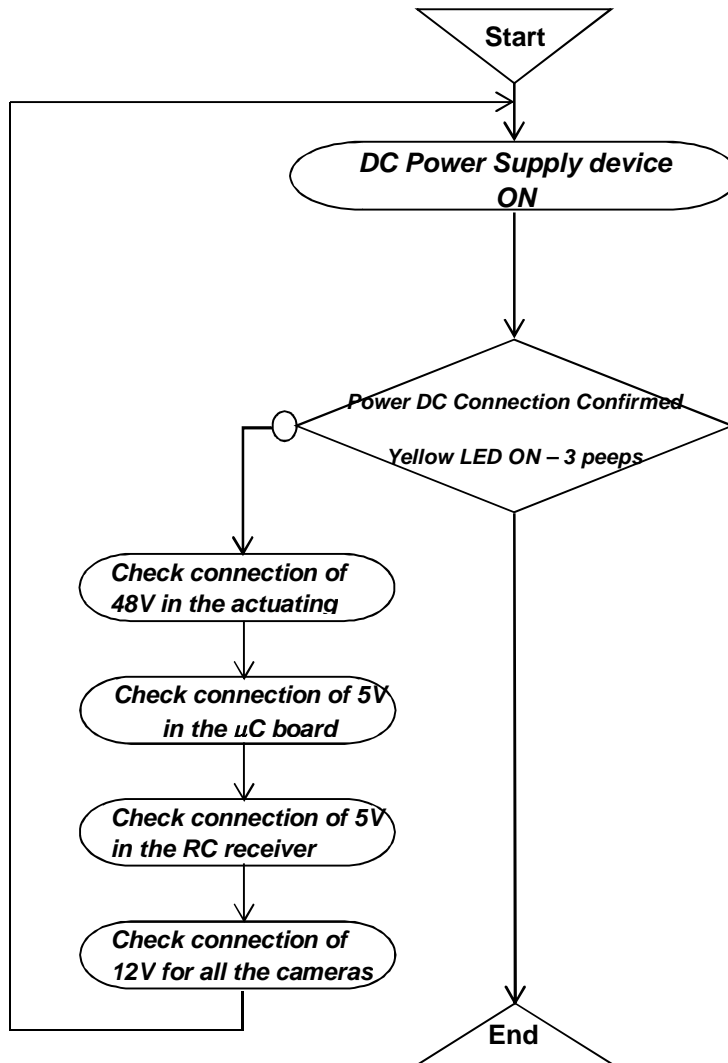 Start
DC Power Supply device
ON
Power DC Connection Confirmed
Yellow LED ON – 3 peeps
Check connection of
48V in the actuating
Check connection of 5V
in the μC board
Check connection of 5V
in the RC receiver
Check connection of
12V for all the cameras
End